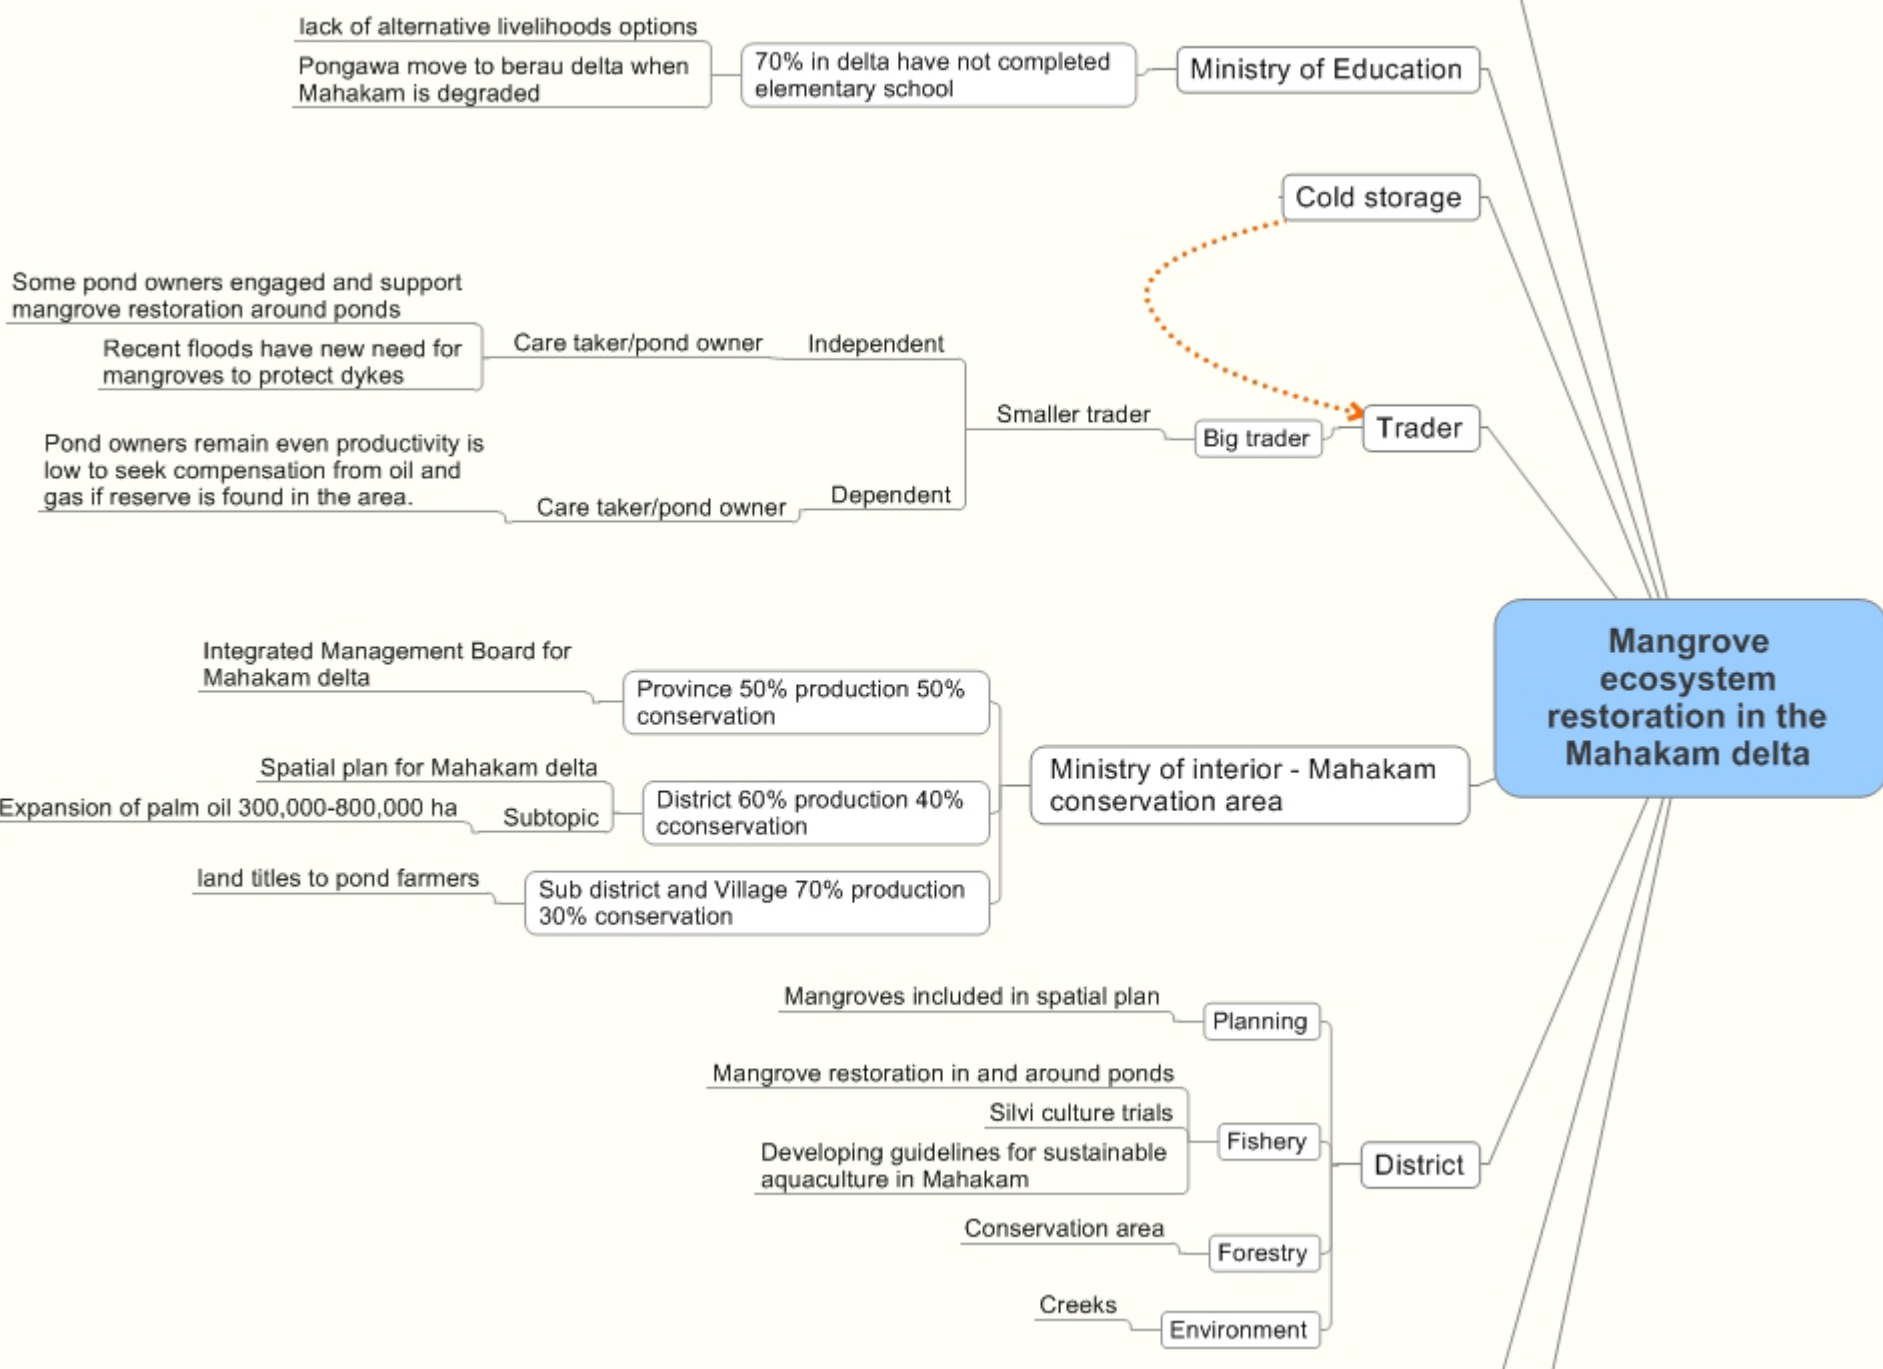 lack of alternative livelihoods options
Pongawa move to berau delta when
Mahakam is degraded
70% in delta have not completed
elementary school
Ministry of Education
Cold storage
Some pond owners engaged and support
mangrove restoration around ponds
Recent floods have new need for
mangroves to protect dykes
Care taker/pond owner
Independent
Smaller trader
Big trader
Trader
Pond owners remain even productivity is
low to seek compensation from oil and
gas if reserve is found in the area.
Care taker/pond owner
Dependent
Mangrove
ecosystem
restoration in the
Mahakam delta
Integrated Management Board for
Mahakam delta
Province 50% production 50%
conservation
Spatial plan for Mahakam delta
Expansion of palm oil 300,000-800,000 ha
Subtopic
District 60% production 40%
cconservation
Ministry of interior - Mahakam
conservation area
land titles to pond farmers
Sub district and Village 70% production
30% conservation
Mangroves included in spatial plan
Planning
Mangrove restoration in and around ponds
Silvi culture trials
Developing guidelines for sustainable
aquaculture in Mahakam
Fishery
District
Conservation area
Forestry
Creeks
Environment